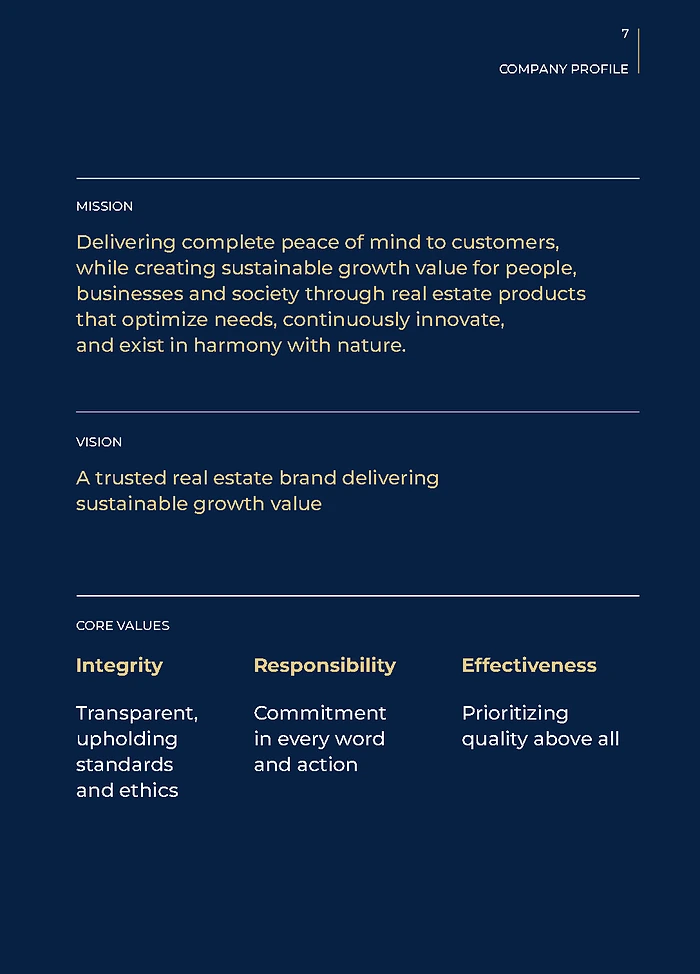 7
COMPANY PROFILE
MISSION
Delivering complete peace of mind to customers,
while creating sustainable growth value for people,
businesses and society through real estate products
that optimize needs, continuously innovate,
and exist in harmony with nature.
VISION
A trusted real estate brand delivering
sustainable growth value
CORE VALUES
Integrity
Transparent,
upholding
standards
and ethics
Responsibility
Commitment
in every word
and action
Effectiveness
Prioritizing
quality above all